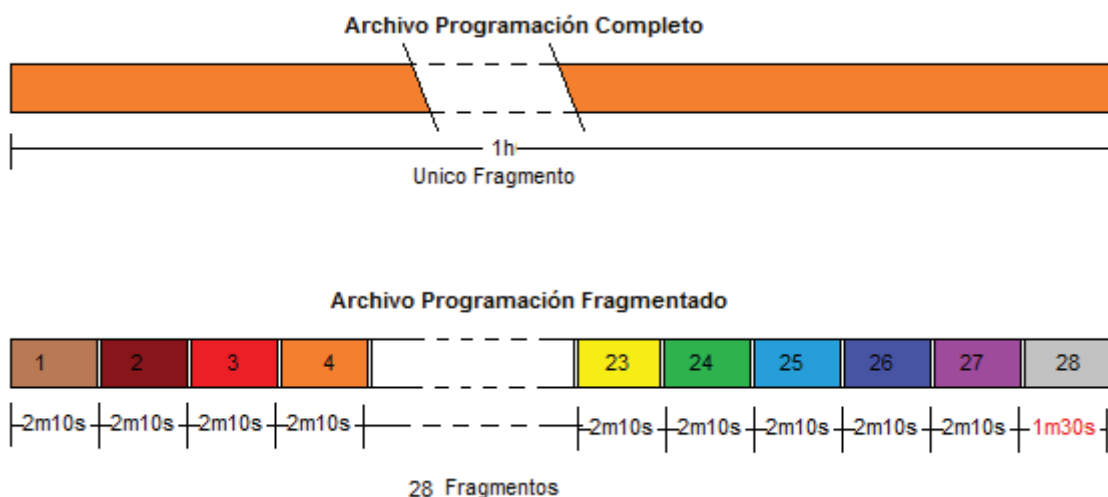 Archivo Programación Completo
1h
Unico Fragmento
Archivo Programación Fragmentado
1 2 3 4 23 24 25 26 27 28
2m10s 2m10s 2m10s 2m10s 2m10s 2m10s 2m10s 2m10s 2m10s 1m30s
28 Fragmentos